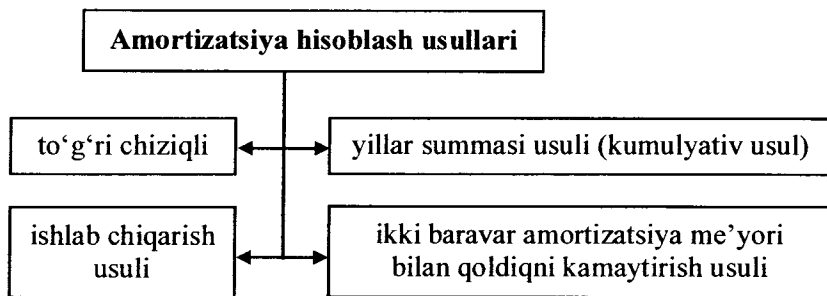 Amortizatsiya hisoblash usullari
to‘g‘ri chiziqli
yillar summasi usuli (kumulyativ usul)
ishlab chiqarish
usuli
ikki baravar amortizatsiya me’yori
bilan qoldiqni kamaytirish usuli